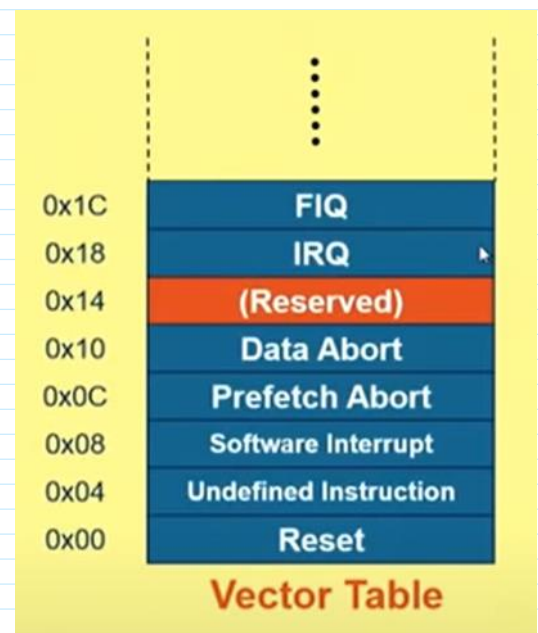 0x1C FIQ
0x18 IRQ
0x14 (Reserved)
0x10 Data Abort
0x0C Prefetch Abort
0x08 Software Interrupt
0x04 Undefined Instruction
0x00 Reset
Vector Table